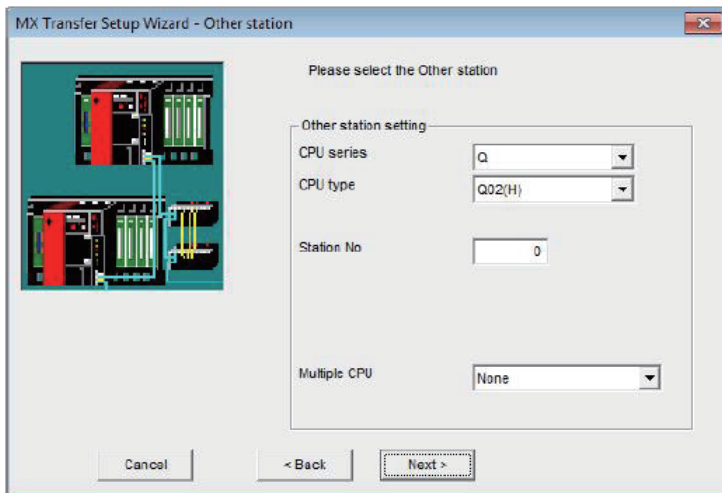 MX Transfer Setup Wizard - Other station
Please select the Other station
Other station setting
CPU series
Q
CPU type
Q02(H)
Station No
0
Multiple CPU
None
Cancel
< Back
Next >